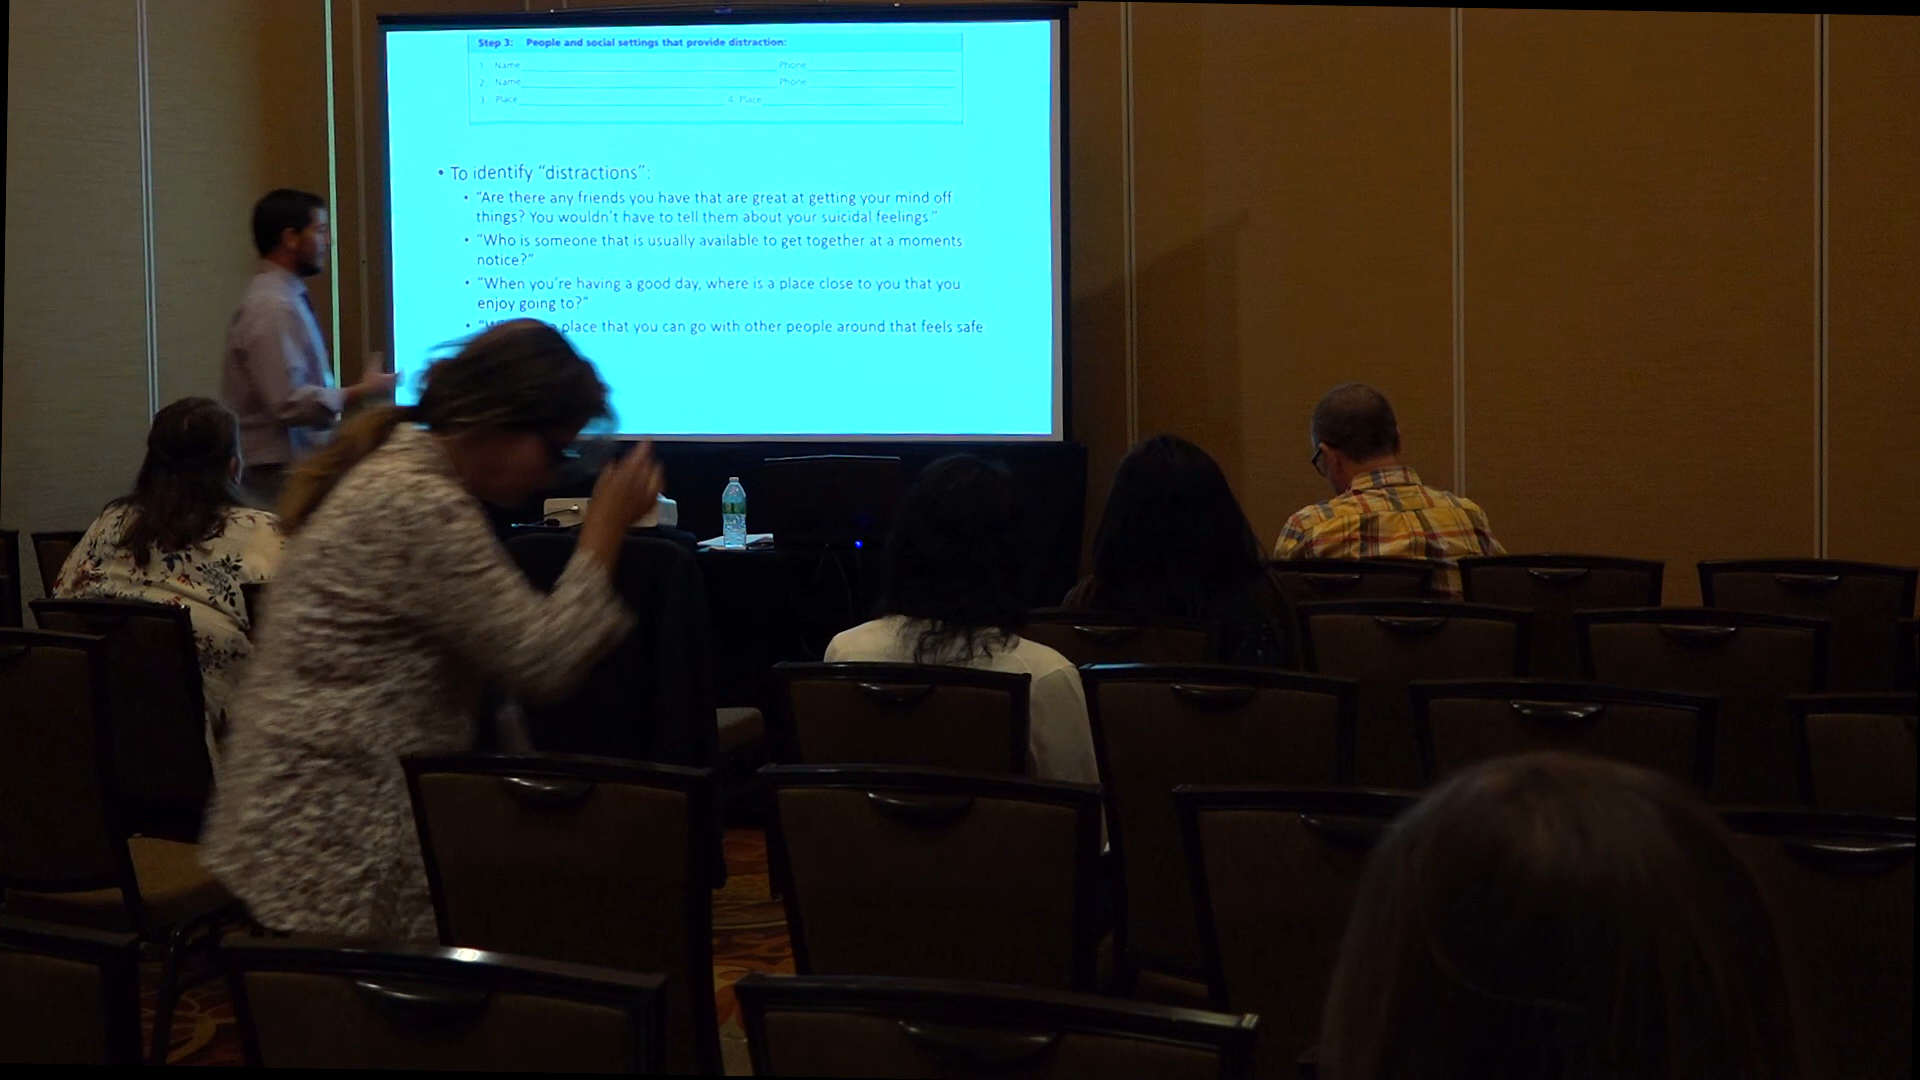 Step 3: People and social settings that provide distraction:
1. Name Phone
2. Name Phone
3. Place 4. Place
• To identify “distractions”:
• “Are there any friends you have that are great at getting your mind off
things? You wouldn’t have to tell them about your suicidal feelings.”
• “Who is someone that is usually available to get together at a moments
notice?”
• “When you’re having a good day, where is a place close to you that you
enjoy going to?”
place that you can go with other people around that feels safe